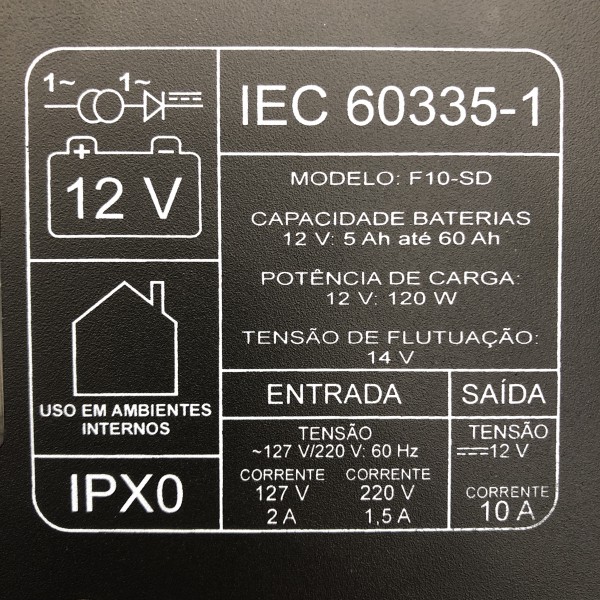 1~ 1~
+ −
12 V
USO EM AMBIENTES
INTERNOS
IPX0
IEC 60335-1
MODELO: F10-SD
CAPACIDADE BATERIAS
12 V: 5 Ah até 60 Ah
POTÊNCIA DE CARGA:
12 V: 120 W
TENSÃO DE FLUTUAÇÃO:
14 V
ENTRADA
TENSÃO
~127 V/220 V: 60 Hz
CORRENTE CORRENTE
127 V 220 V
2 A 1,5 A
SAÍDA
TENSÃO
⎓12 V
CORRENTE
10 A